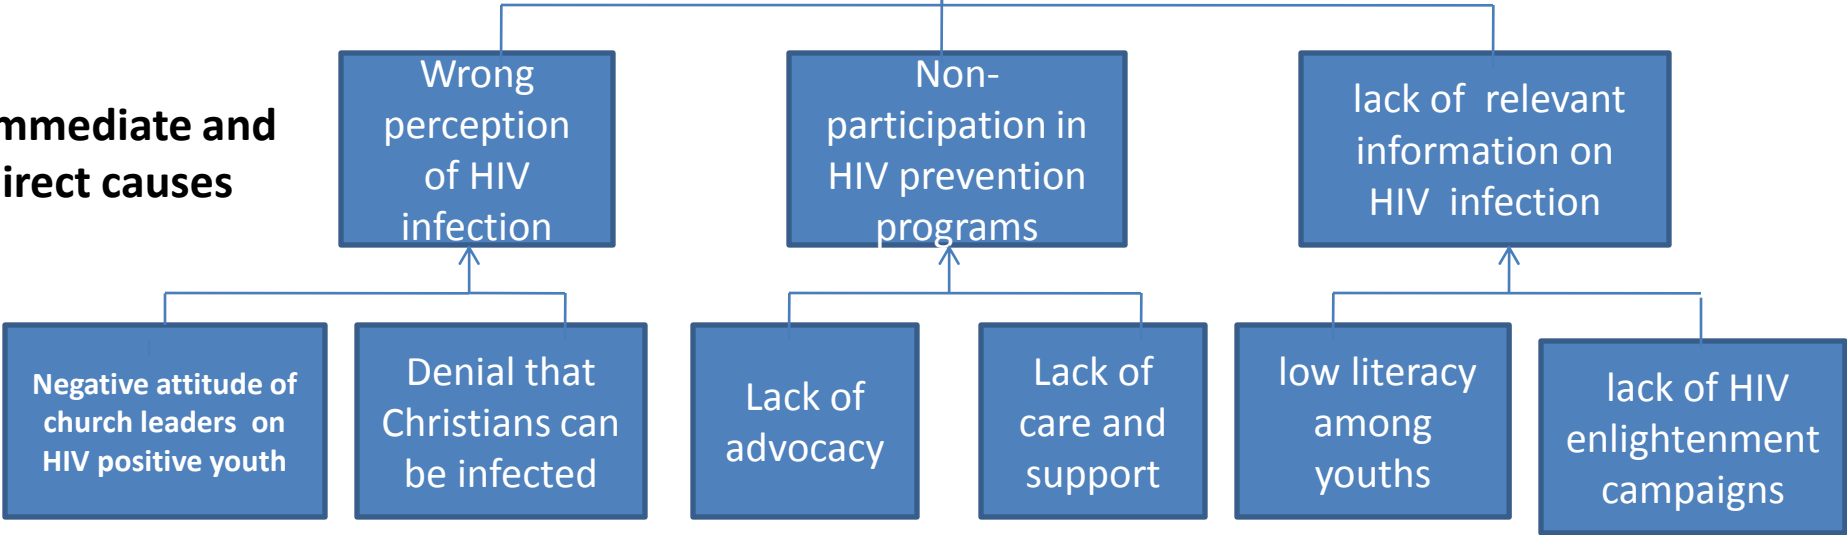 mmediate and
irect causes
Wrong
perception
of HIV
infection
Non-
participation in
HIV prevention
programs
lack of relevant
information on
HIV infection
Negative attitude of
church leaders on
HIV positive youth
Denial that
Christians can
be infected
Lack of
advocacy
Lack of
care and
support
low literacy
among
youths
lack of HIV
enlightenment
campaigns